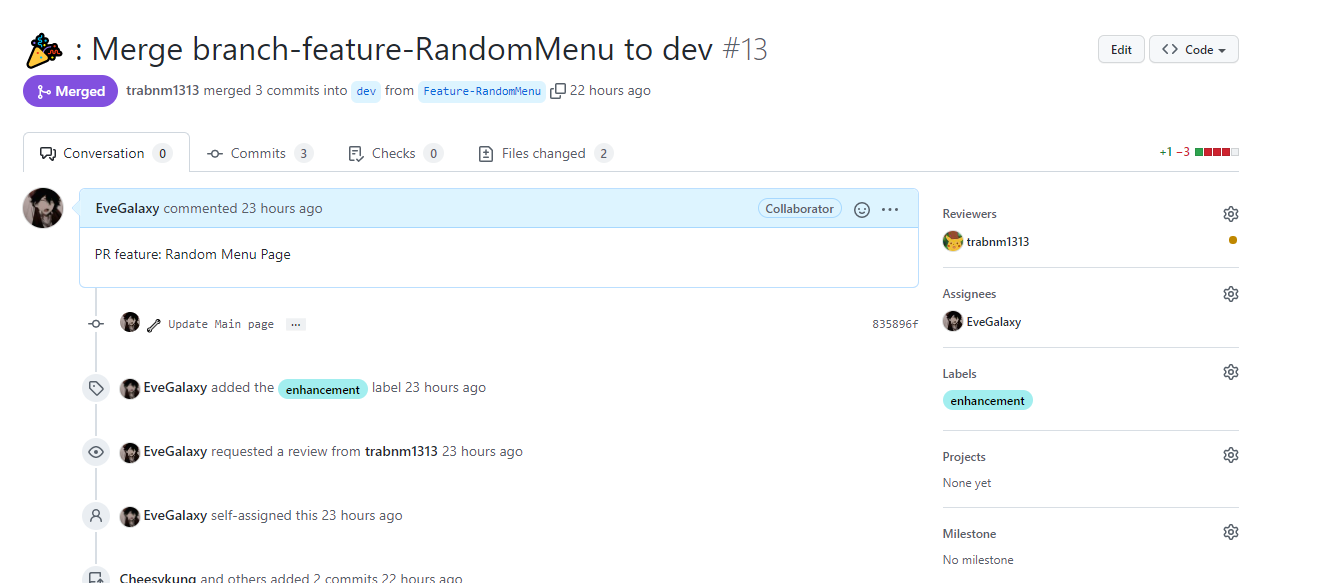 : Merge branch-feature-RandomMenu to dev #13
Edit
Code
Merged
trabnm1313 merged 3 commits into dev from Feature-RandomMenu 22 hours ago
Conversation 0
Commits 3
Checks 0
Files changed 2
+1 −3
EveGalaxy commented 23 hours ago
Collaborator
PR feature: Random Menu Page
Update Main page ...
835896f
EveGalaxy added the enhancement label 23 hours ago
EveGalaxy requested a review from trabnm1313 23 hours ago
EveGalaxy self-assigned this 23 hours ago
Cheesykung and others added 2 commits 22 hours ago
Reviewers
trabnm1313
Assignees
EveGalaxy
Labels
enhancement
Projects
None yet
Milestone
No milestone